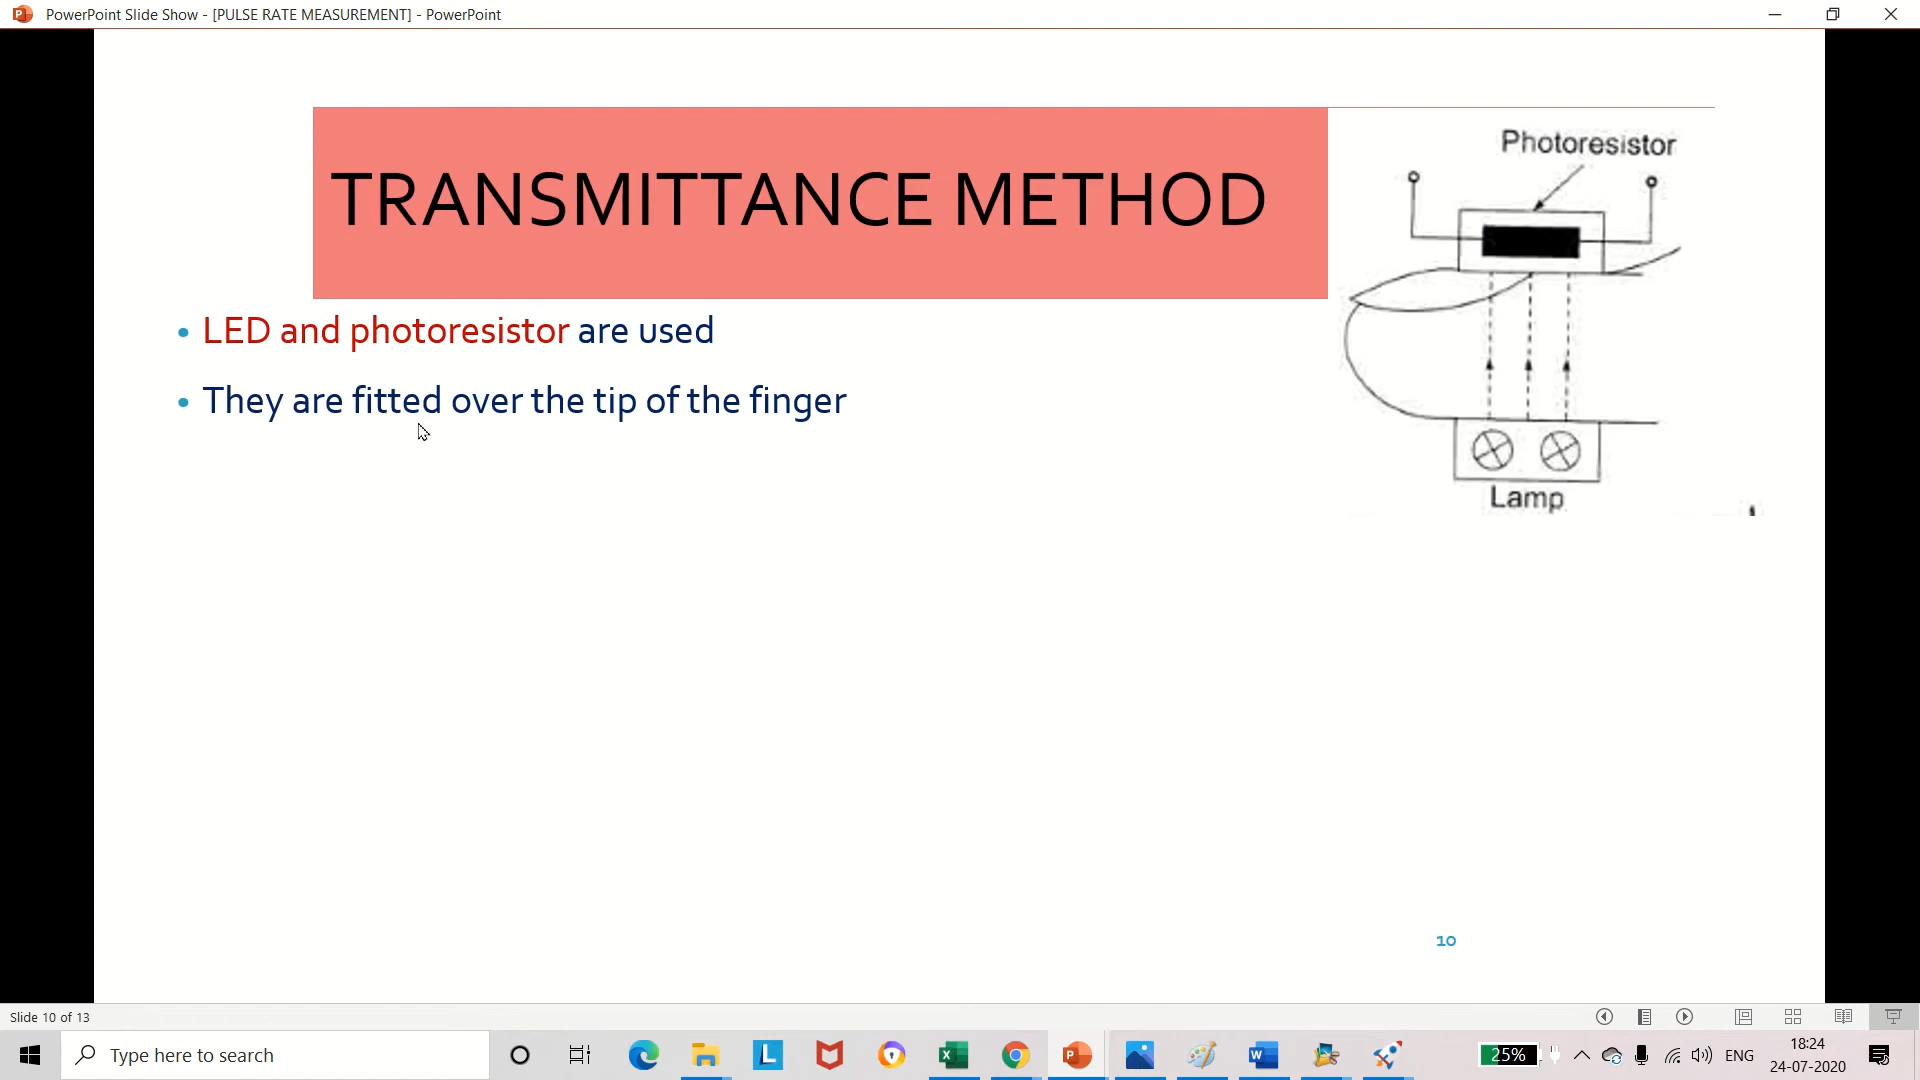 PowerPoint Slide Show - [PULSE RATE MEASUREMENT] - PowerPoint
TRANSMITTANCE METHOD
Photoresistor
• LED and photoresistor are used
• They are fitted over the tip of the finger
Lamp
10
Slide 10 of 13
Type here to search
25%
ENG
18:24
24-07-2020